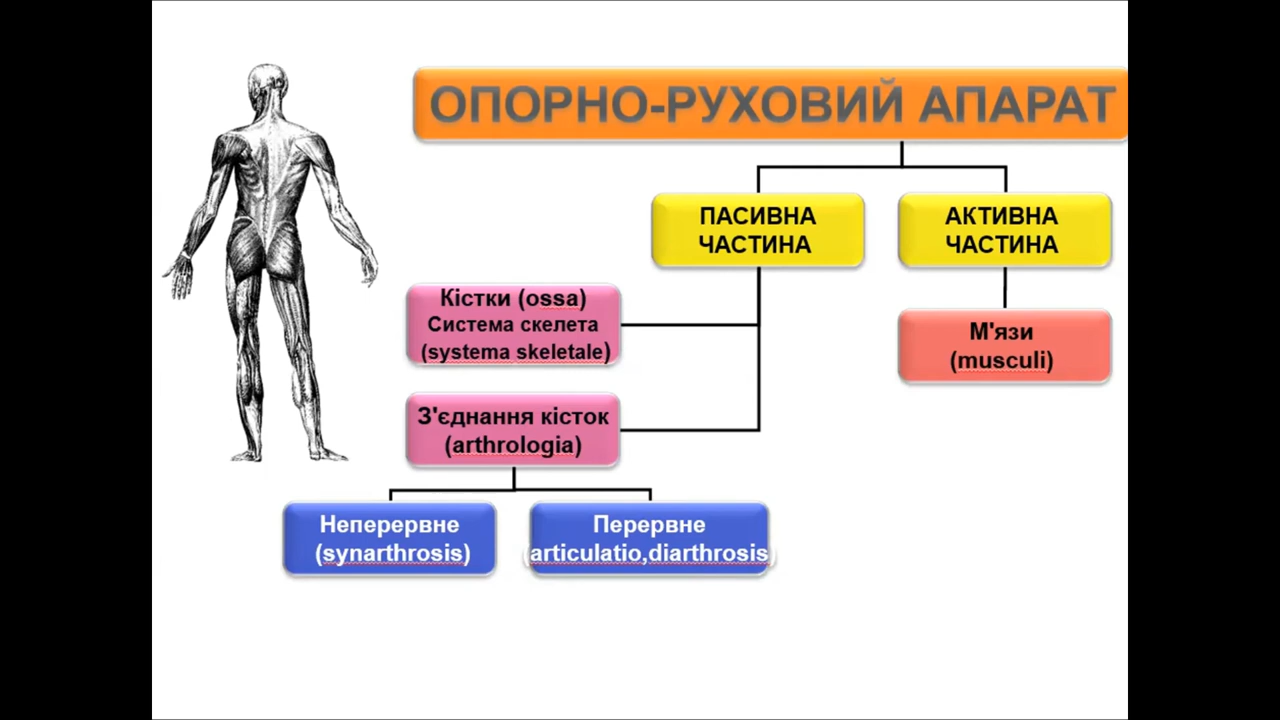 ОПОРНО-РУХОВИЙ АПАРАТ
ПАСИВНА
ЧАСТИНА
АКТИВНА
ЧАСТИНА
Кістки (ossa)
Система скелета
(systema skeletale)
М'язи
(musculi)
З'єднання кісток
(arthrologia)
Неперервне
(synarthrosis)
Перервне
(articulatio,diarthrosis)